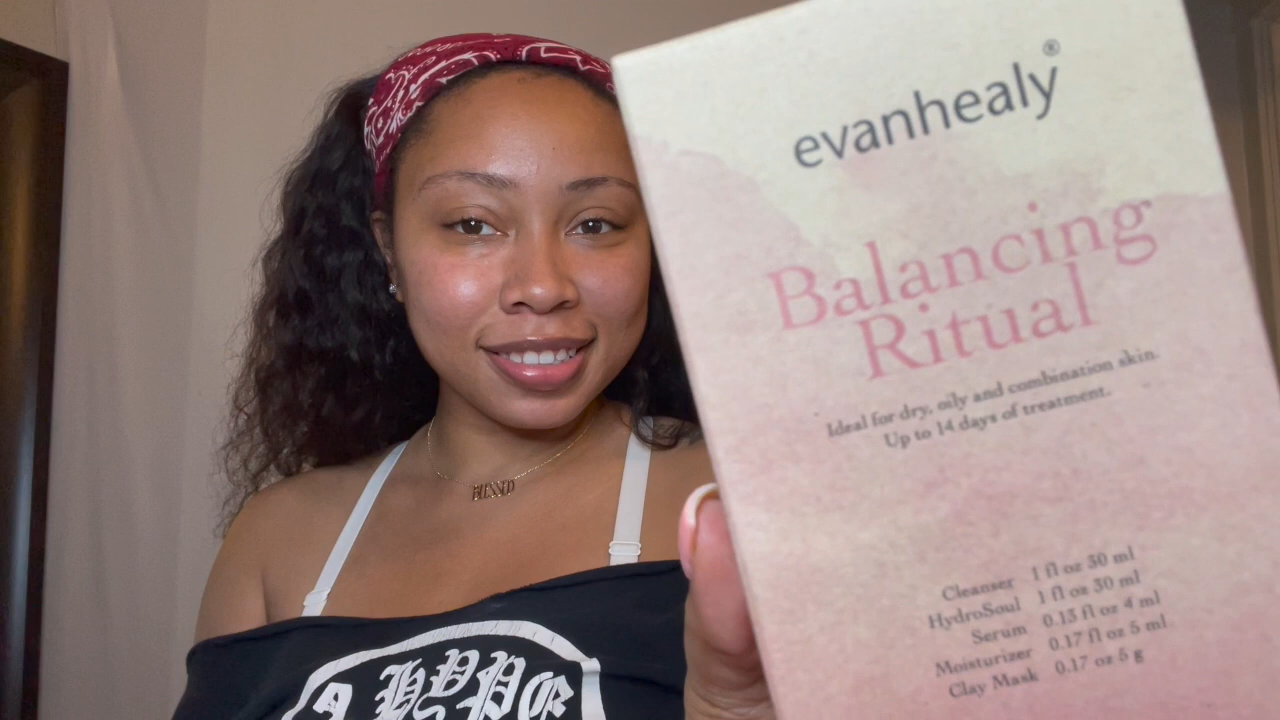 evanhealy®
Balancing
Ritual
Ideal for dry, oily and combination skin.
Up to 14 days of treatment.
Cleanser 1 fl oz 30 ml
HydroSoul 1 fl oz 30 ml
Serum 0.13 fl oz 4 ml
Moisturizer 0.17 fl oz 5 ml
Clay Mask 0.17 oz 5 g
BLESSED
HYPE